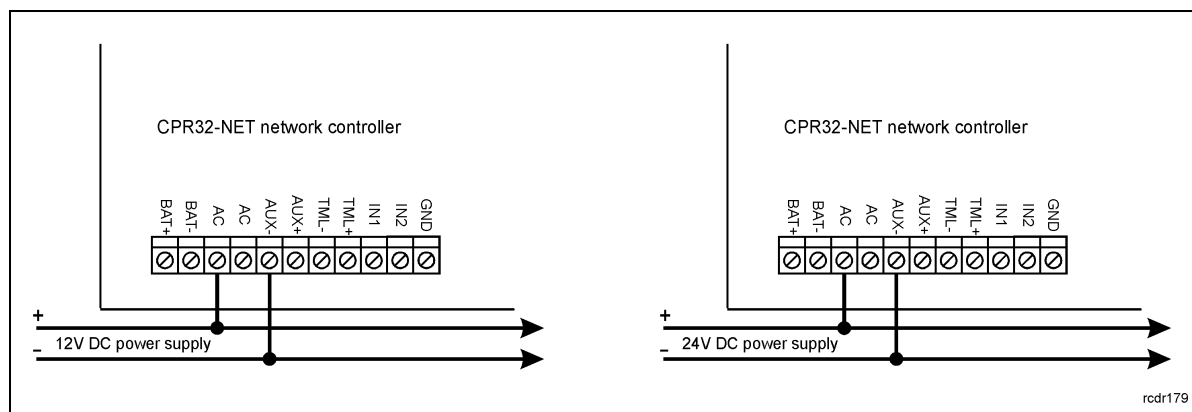 CPR32-NET network controller
BAT+ BAT- AC AC AUX- AUX+ TML- TML+ IN1 IN2 GND
+
12V DC power supply
–
CPR32-NET network controller
BAT+ BAT- AC AC AUX- AUX+ TML- TML+ IN1 IN2 GND
+
24V DC power supply
–
rcdr179